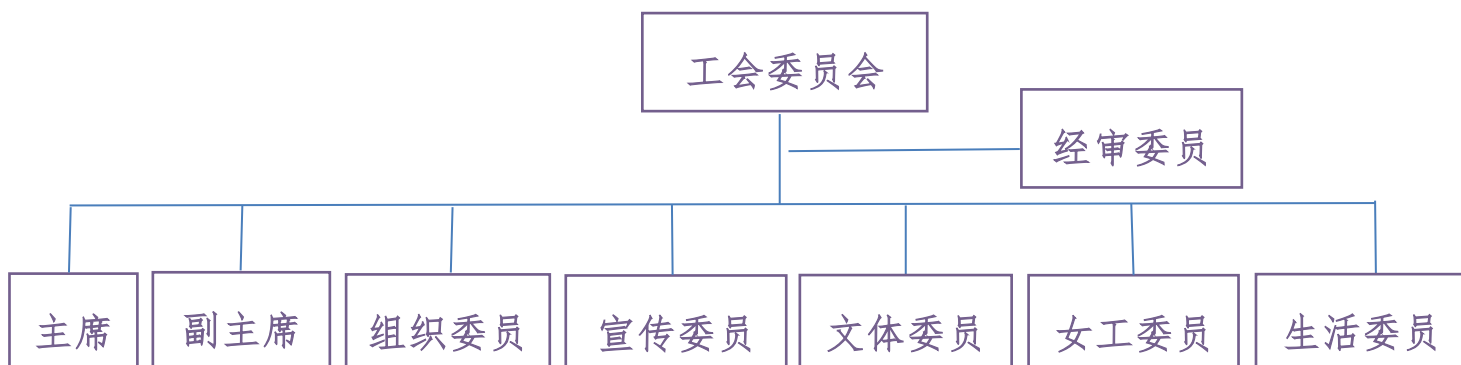 工会委员会
经审委员
主席
副主席
组织委员
宣传委员
文体委员
女工委员
生活委员